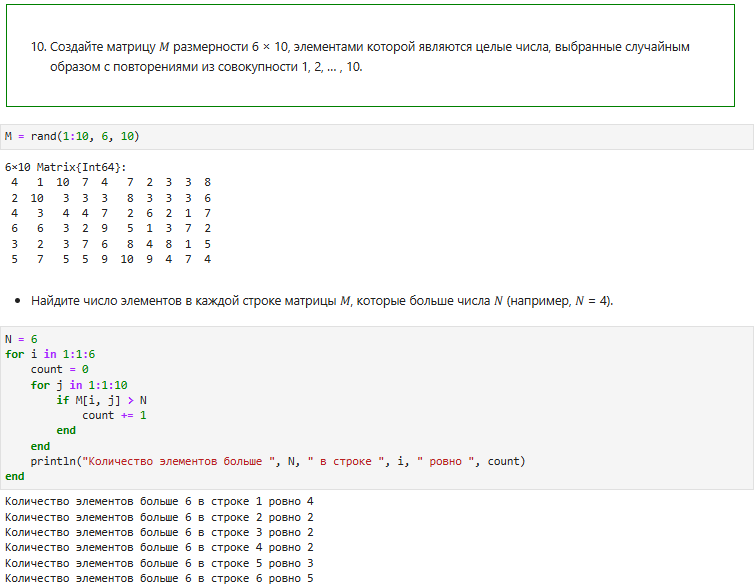 10. Создайте матрицу M размерности 6 × 10, элементами которой являются целые числа, выбранные случайным
образом с повторениями из совокупности 1, 2, ... , 10.
M = rand(1:10, 6, 10)
6×10 Matrix{Int64}:
 4   1  10  7  4   7  2  3  3  8
 2  10   3  3  3   8  3  3  3  6
 4   3   4  4  7   2  6  2  1  7
 6   6   3  2  9   5  1  3  7  2
 3   2   3  7  6   8  4  8  1  5
 5   7   5  5  9  10  9  4  7  4
• Найдите число элементов в каждой строке матрицы M, которые больше числа N (например, N = 4).
N = 6
for i in 1:1:6
    count = 0
    for j in 1:1:10
        if M[i, j] > N
            count += 1
        end
    end
    println("Количество элементов больше ", N, " в строке ", i, " ровно ", count)
end
Количество элементов больше 6 в строке 1 ровно 4
Количество элементов больше 6 в строке 2 ровно 2
Количество элементов больше 6 в строке 3 ровно 2
Количество элементов больше 6 в строке 4 ровно 2
Количество элементов больше 6 в строке 5 ровно 3
Количество элементов больше 6 в строке 6 ровно 5